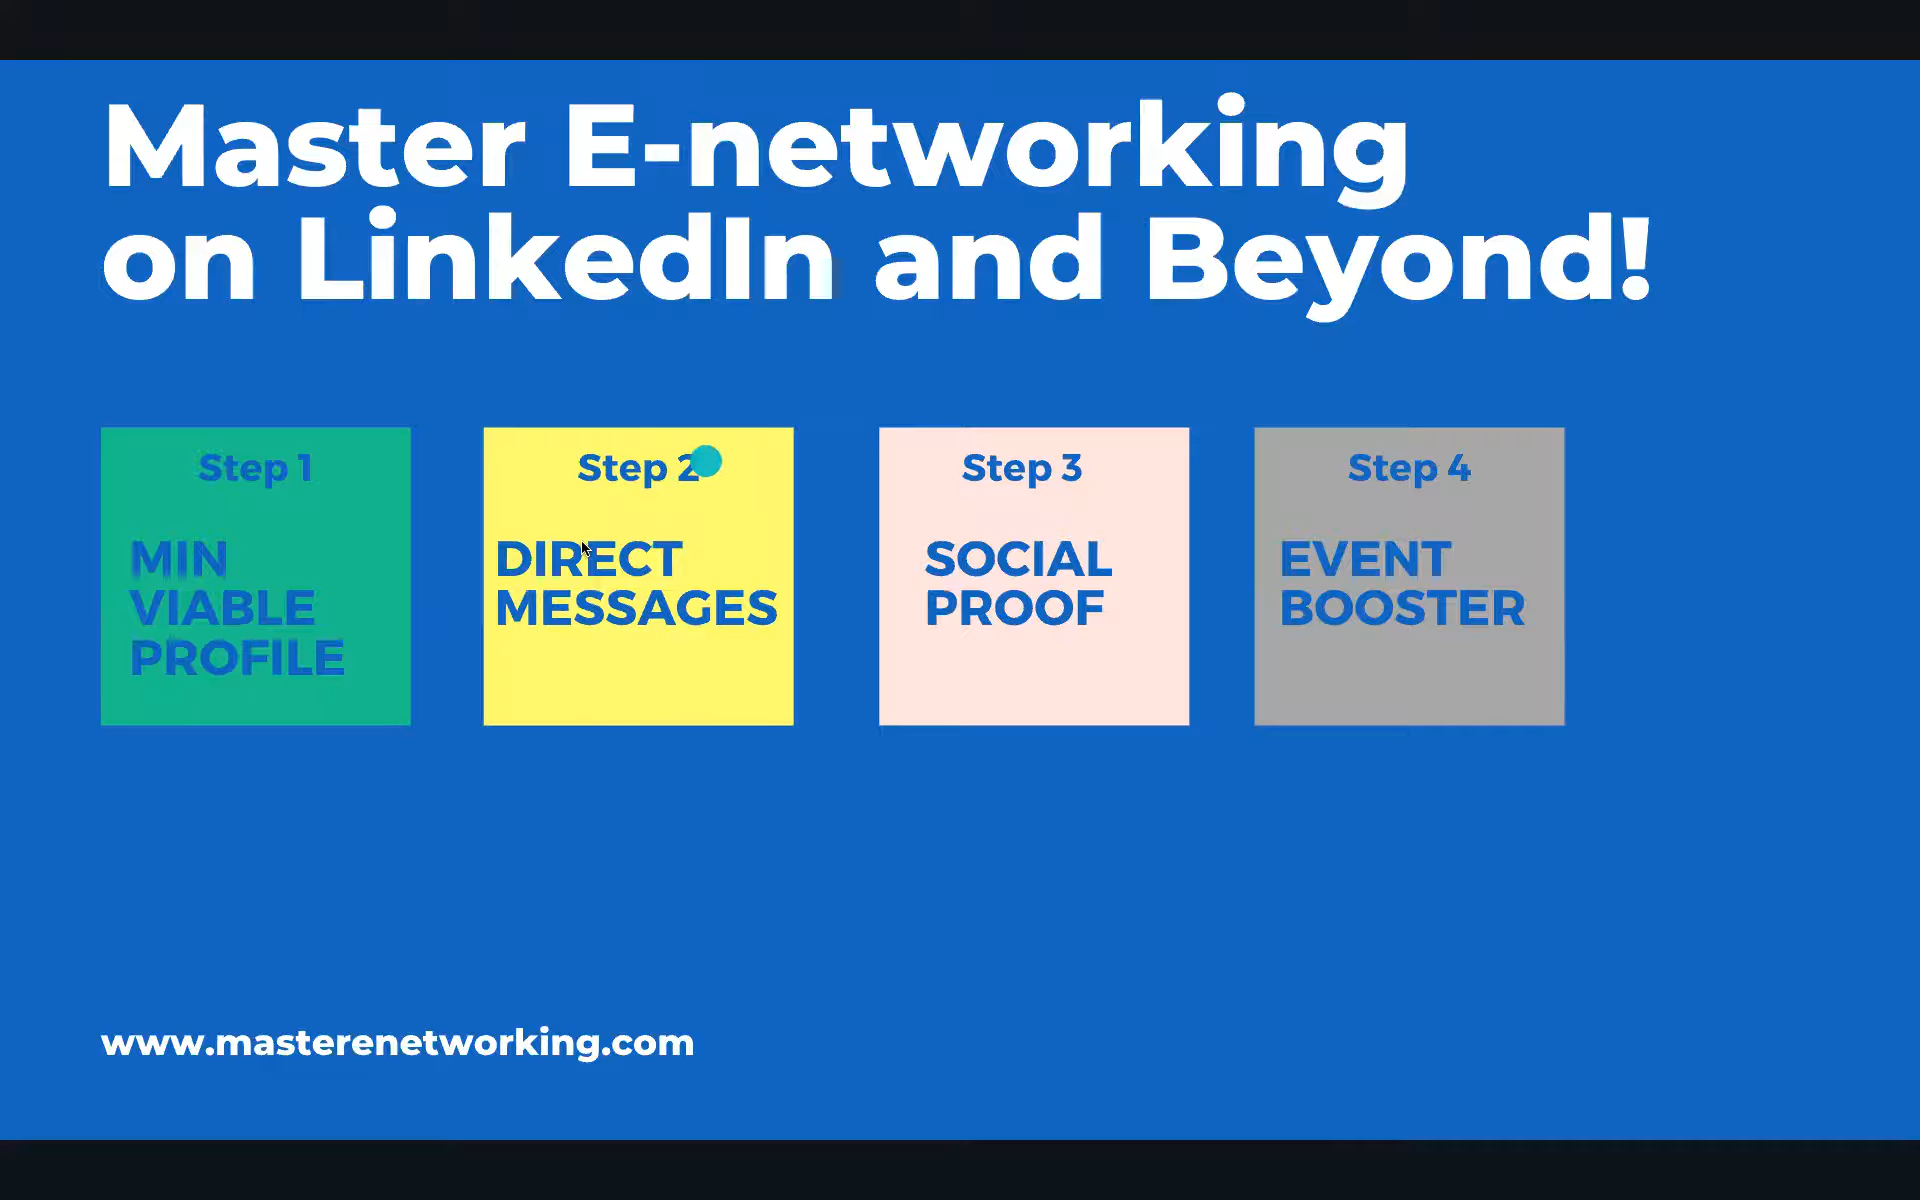 Master E-networking
on LinkedIn and Beyond!
Step 1
MIN
VIABLE
PROFILE
Step 2
DIRECT
MESSAGES
Step 3
SOCIAL
PROOF
Step 4
EVENT
BOOSTER
www.masterenetworking.com